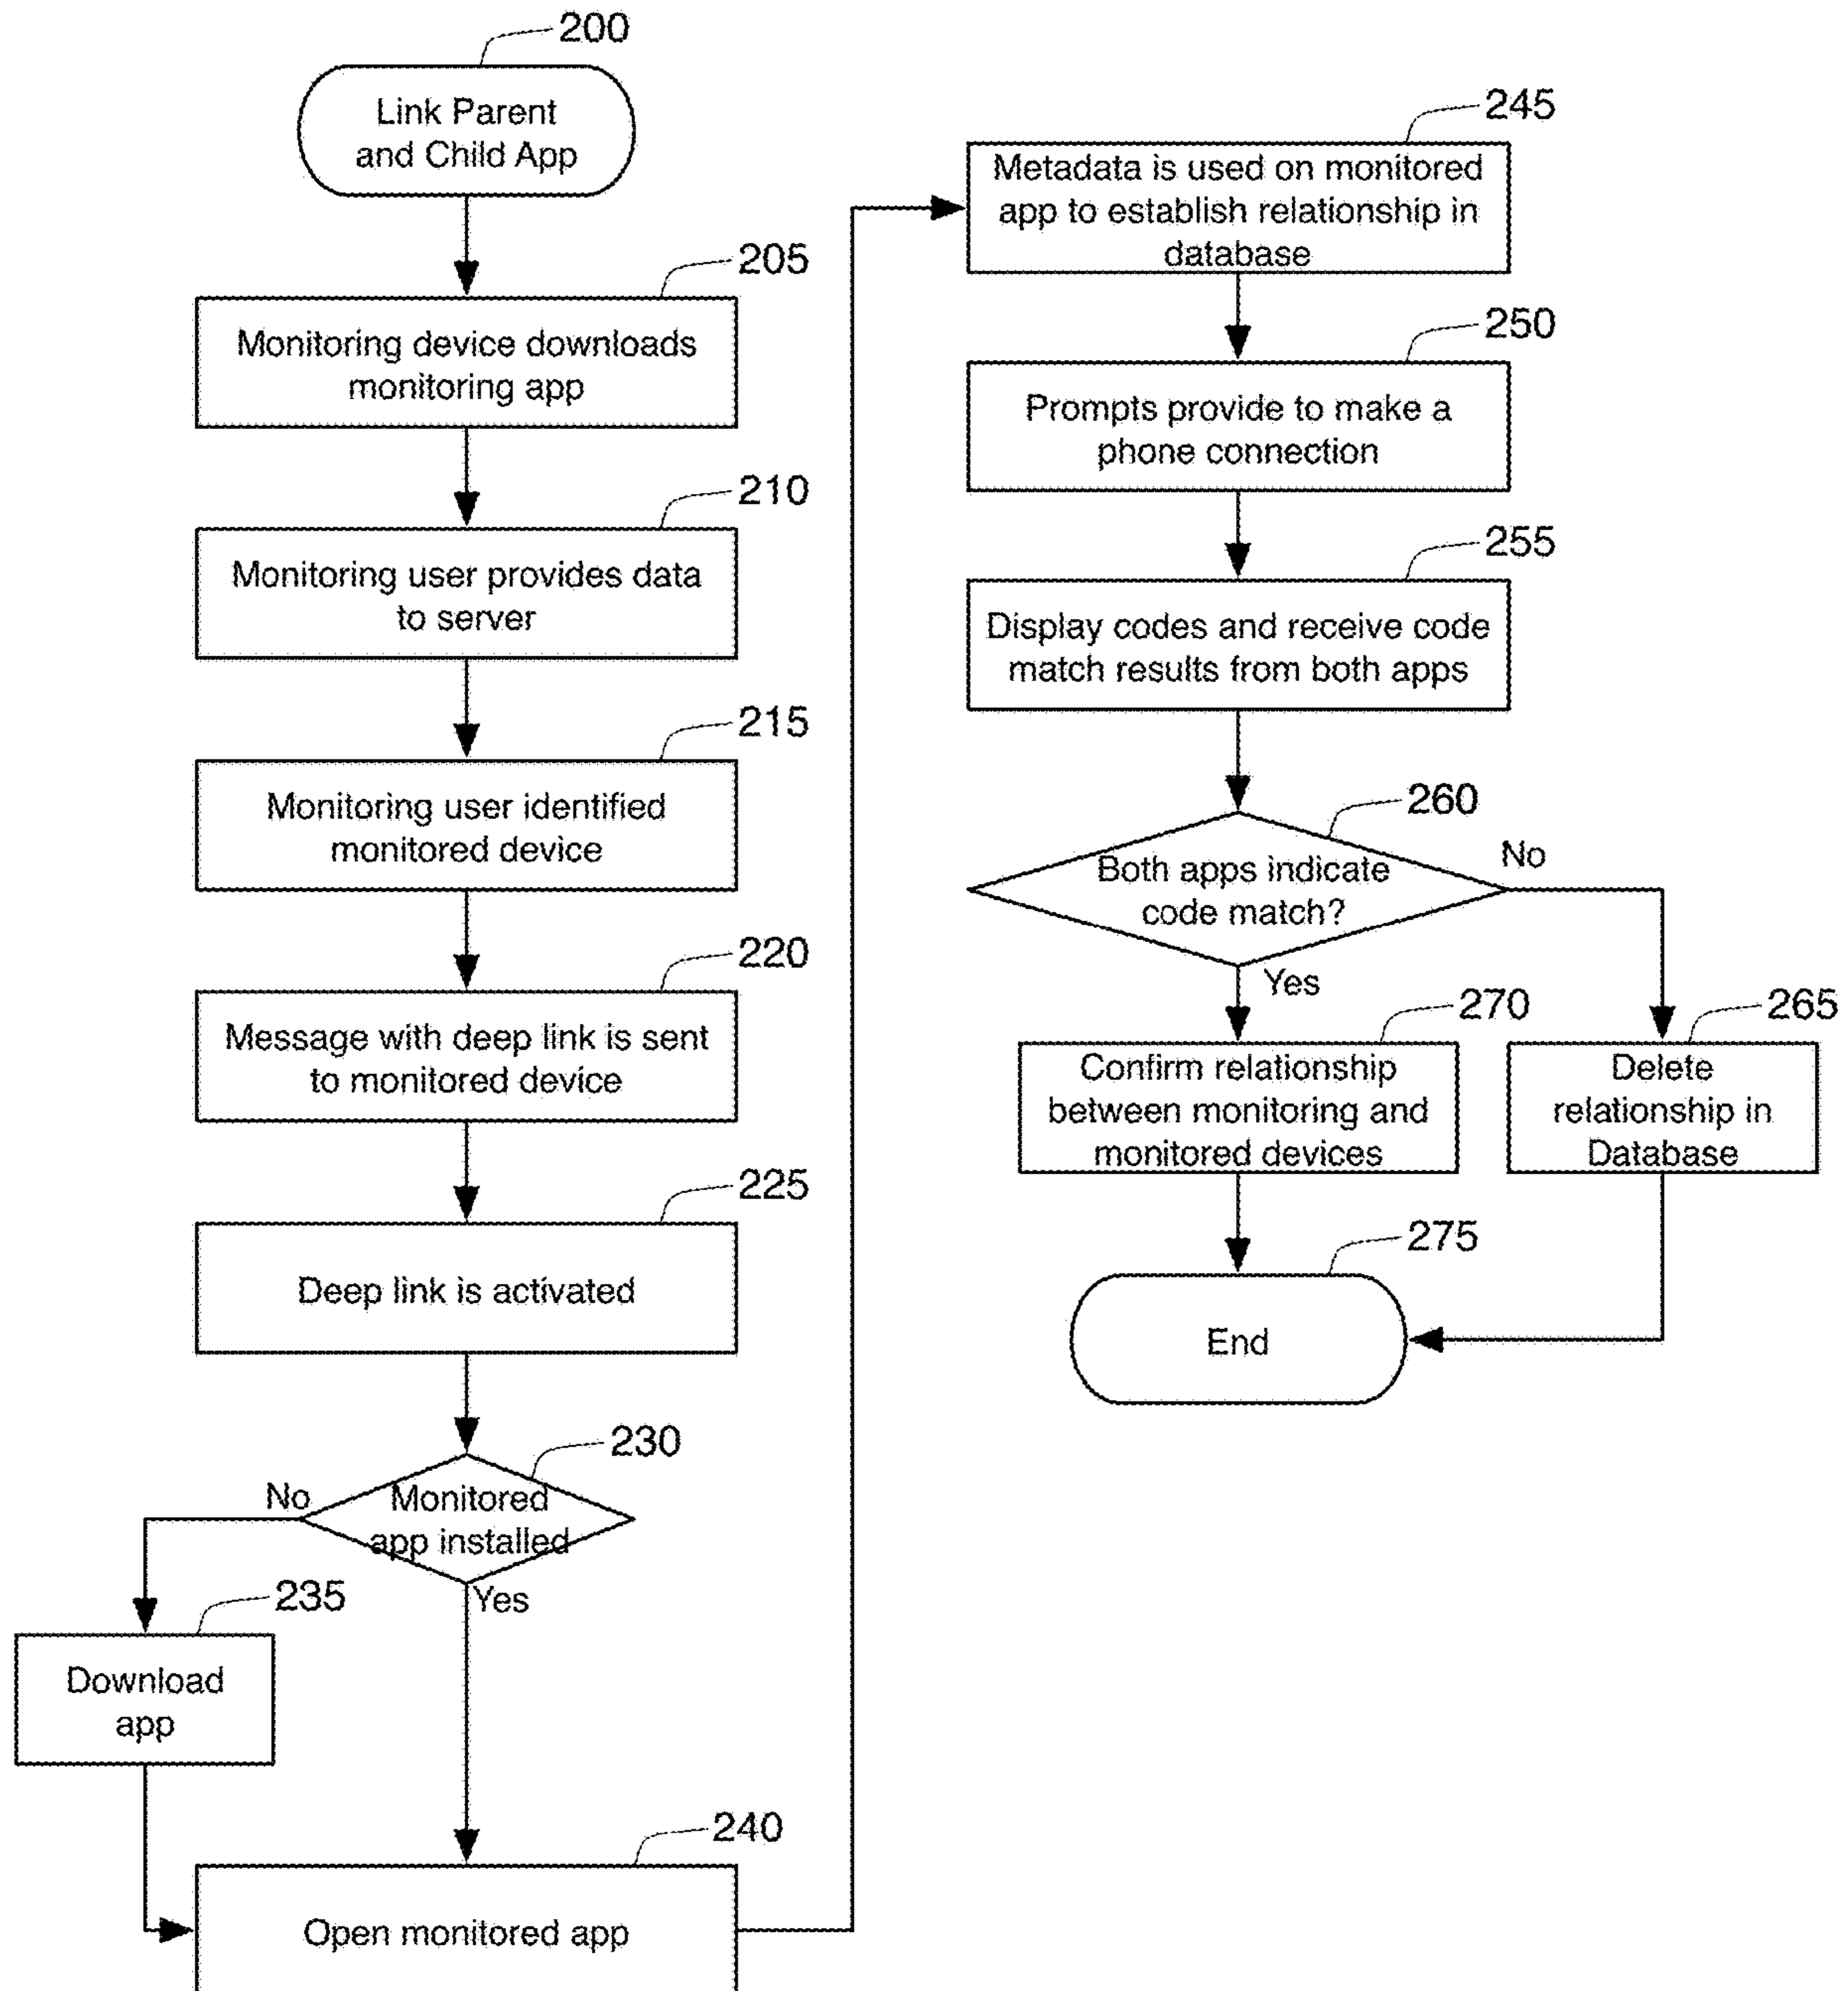 200
Link Parent
and Child App
205
Monitoring device downloads
monitoring app
210
Monitoring user provides data
to server
215
Monitoring user identified
monitored device
220
Message with deep link is sent
to monitored device
225
Deep link is activated
230
Monitored
app installed
No
Yes
235
Download
app
240
Open monitored app
245
Metadata is used on monitored
app to establish relationship in
database
250
Prompts provide to make a
phone connection
255
Display codes and receive code
match results from both apps
260
Both apps indicate
code match?
No
Yes
270
Confirm relationship
between monitoring and
monitored devices
265
Delete
relationship in
Database
275
End